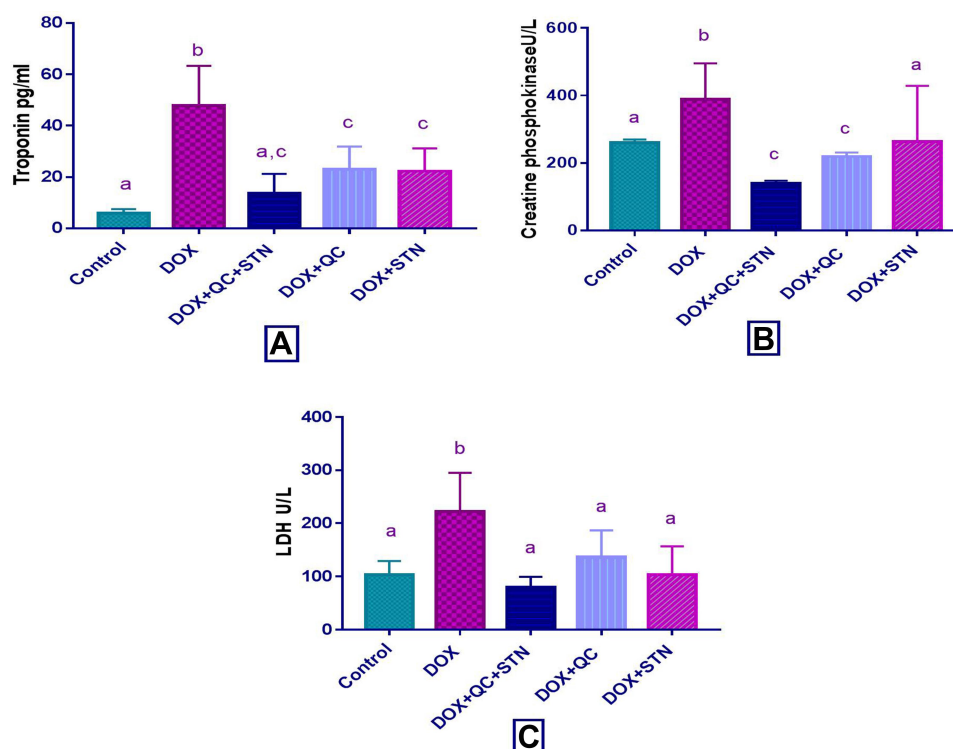 Troponin pg/ml
80
60
40
20
0
a
b
a,c
c
c
Control
DOX
DOX+QC+STN
DOX+QC
DOX+STN
A
Creatine phosphokinaseU/L
600
400
200
0
a
b
c
c
a
Control
DOX
DOX+QC+STN
DOX+QC
DOX+STN
B
LDH U/L
400
300
200
100
0
a
b
a
a
a
Control
DOX
DOX+QC+STN
DOX+QC
DOX+STN
C